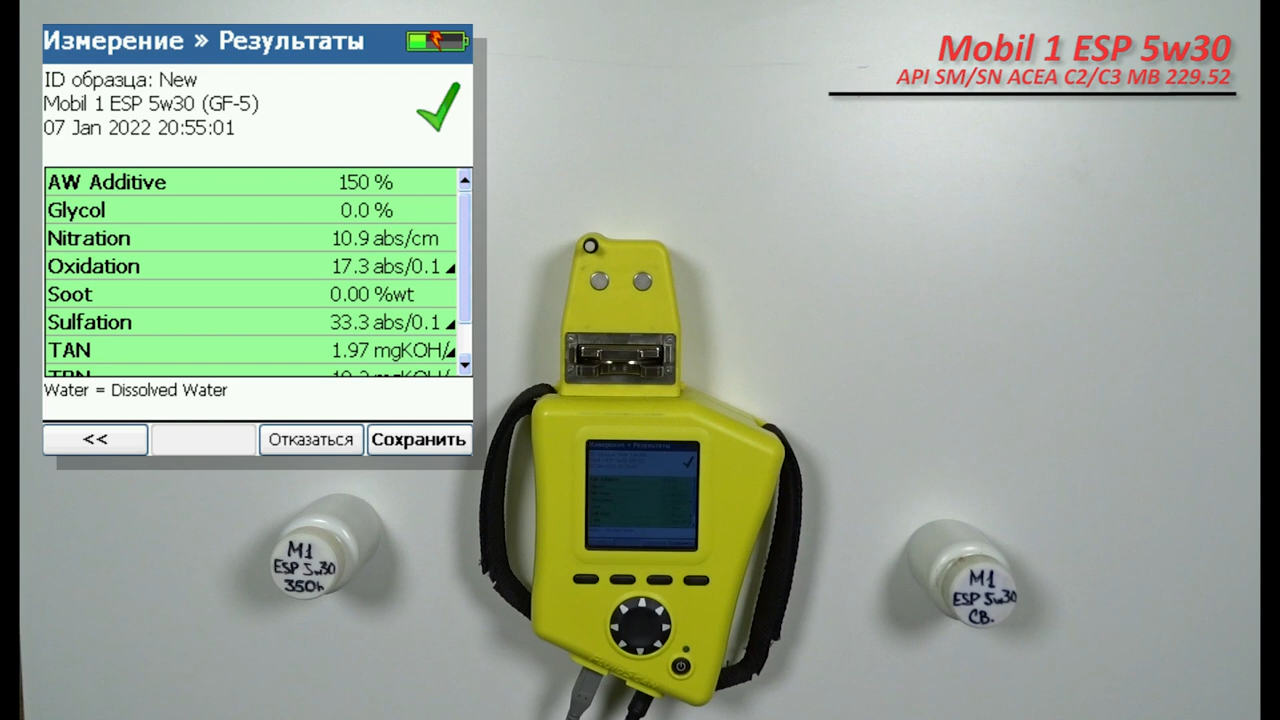 Измерение » Результаты
ID образца: New
Mobil 1 ESP 5w30 (GF-5)
07 Jan 2022 20:55:01
AW Additive 150 %
Glycol 0.0 %
Nitration 10.9 abs/cm
Oxidation 17.3 abs/0.1
Soot 0.00 %wt
Sulfation 33.3 abs/0.1
TAN 1.97 mgKOH/
Water = Dissolved Water
<<
Отказаться
Сохранить
Mobil 1 ESP 5w30
API SM/SN ACEA C2/C3 MB 229.52
Измерение » Результаты
M1
ESP 5w30
350h
M1
ESP 5w30
СВ.